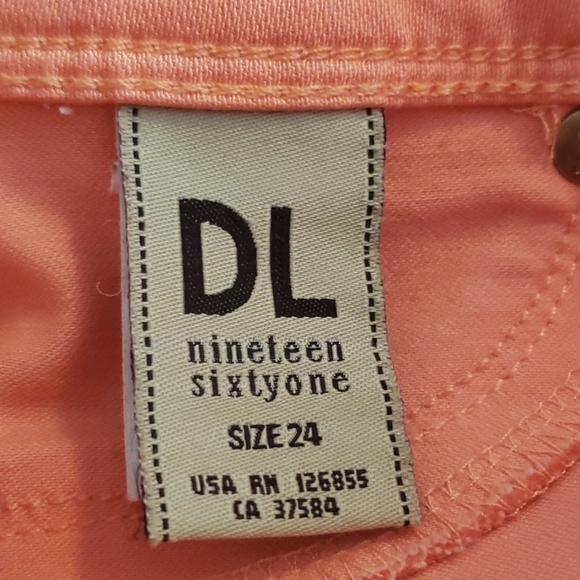 DL
nineteen
sixtyone
SIZE 24
USA RN 126855
CA 37584